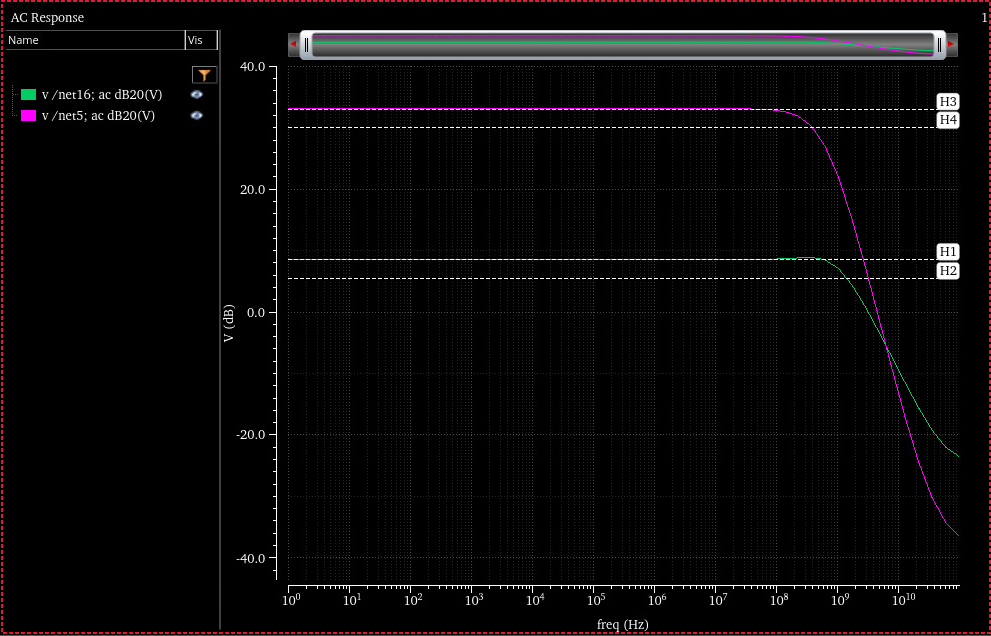 AC Response
1
Name Vis
v /net16; ac dB20(V)
v /net5; ac dB20(V)
40.0
H3
H4
20.0
H1
H2
0.0
V (dB)
-20.0
-40.0
10⁰ 10¹ 10² 10³ 10⁴ 10⁵ 10⁶ 10⁷ 10⁸ 10⁹ 10¹⁰
freq (Hz)